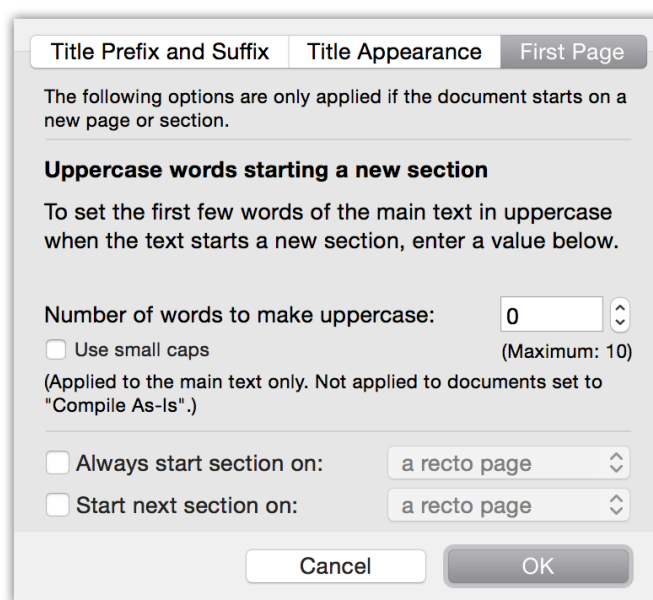 Title Prefix and Suffix Title Appearance First Page
The following options are only applied if the document starts on a
new page or section.
Uppercase words starting a new section
To set the first few words of the main text in uppercase
when the text starts a new section, enter a value below.
Number of words to make uppercase: 0
Use small caps (Maximum: 10)
(Applied to the main text only. Not applied to documents set to
"Compile As-Is".)
Always start section on: a recto page
Start next section on: a recto page
Cancel OK